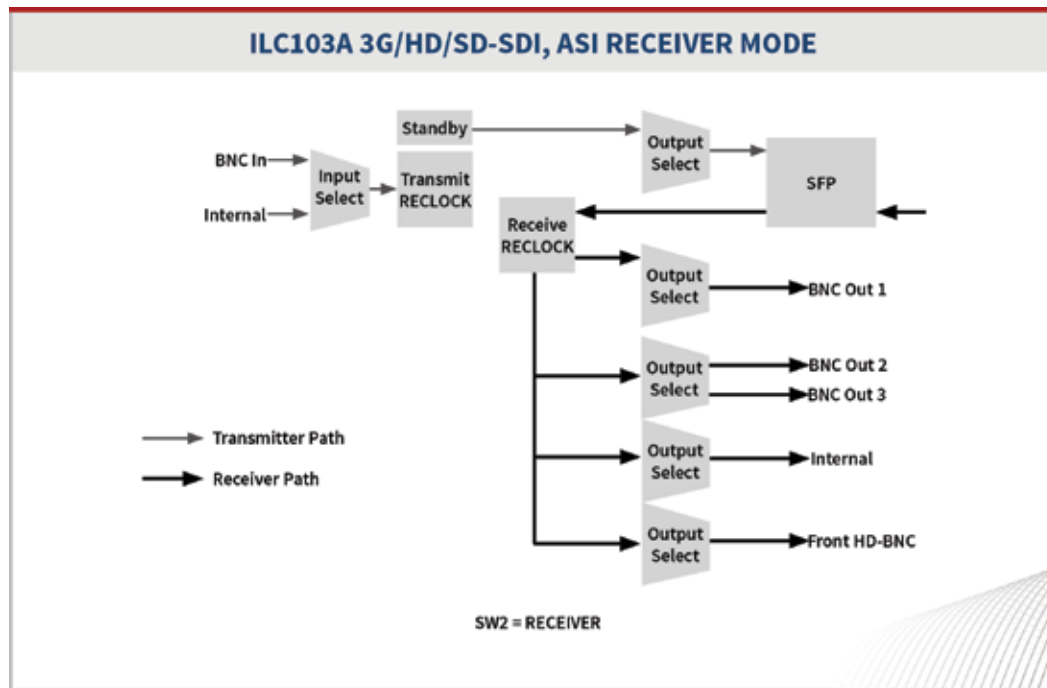 ILC103A 3G/HD/SD-SDI, ASI RECEIVER MODE
Standby
Output
Select
SFP
BNC In
Internal
Input
Select
Transmit
RECLOCK
Receive
RECLOCK
Output
Select
BNC Out 1
Output
Select
BNC Out 2
BNC Out 3
Output
Select
Internal
Output
Select
Front HD-BNC
Transmitter Path
Receiver Path
SW2 = RECEIVER